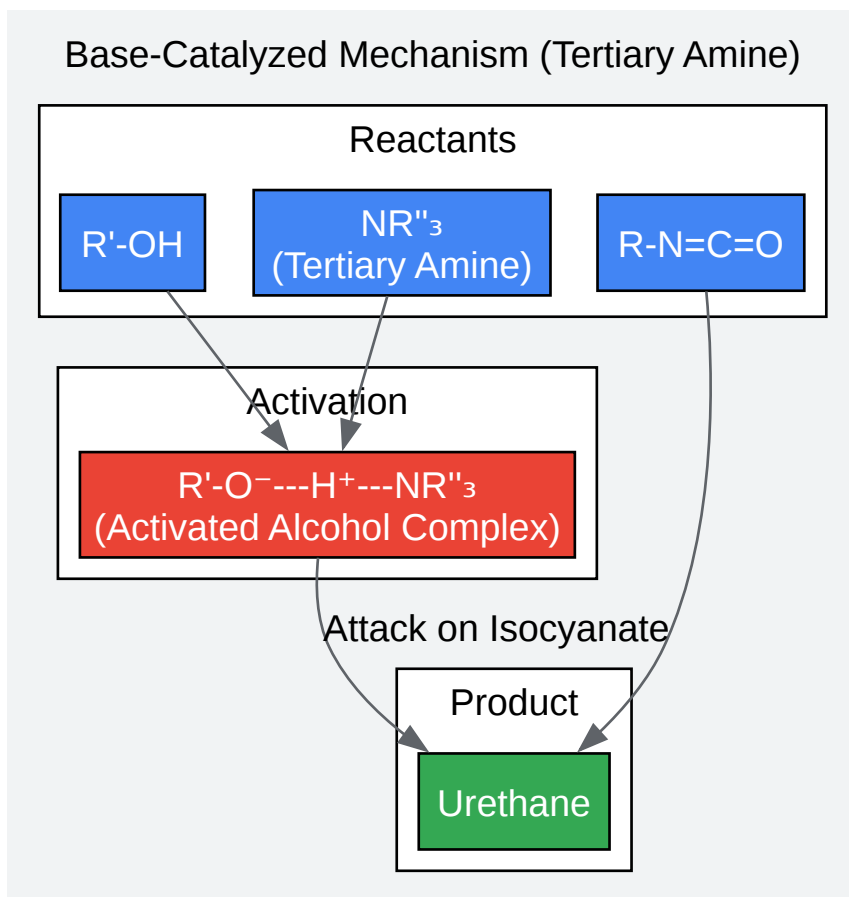 Base-Catalyzed Mechanism (Tertiary Amine)
Reactants
R'-OH
NR"₃
(Tertiary Amine)
R-N=C=O
Activation
R'-O⁻---H⁺---NR"₃
(Activated Alcohol Complex)
Attack on Isocyanate
Product
Urethane